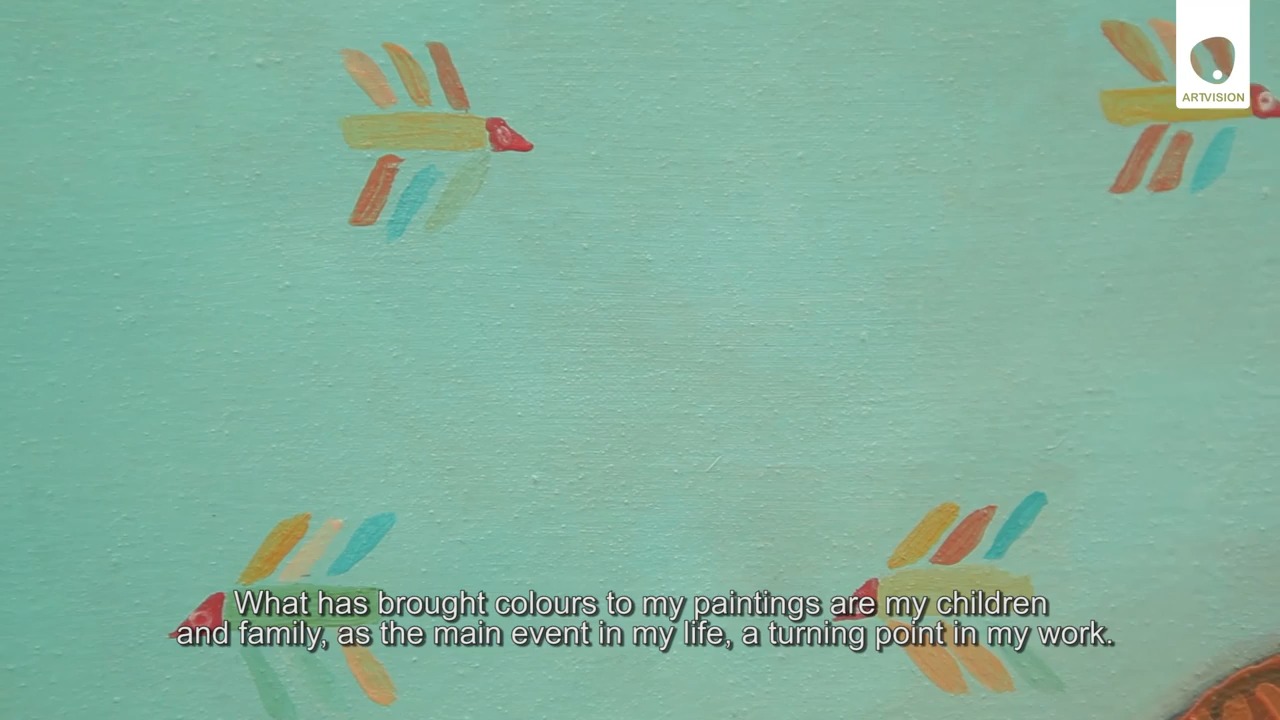 ARTVISION
What has brought colours to my paintings are my children
and family, as the main event in my life, a turning point in my work.